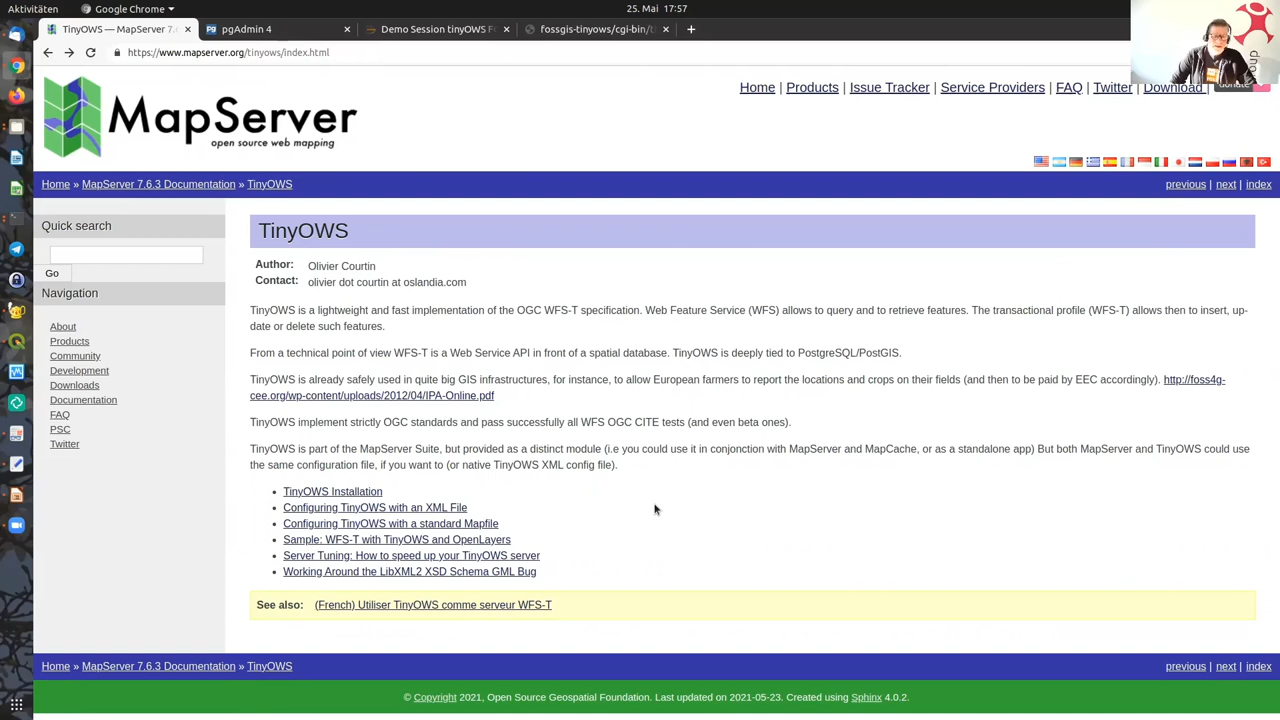 Aktivitäten
Google Chrome
25. Mai 17:57
TinyOWS — MapServer 7.6
pgAdmin 4
Demo Session tinyOWS FO
fossgis-tinyows/cgi-bin/ti
https://www.mapserver.org/tinyows/index.html
MapServer
open source web mapping
Home | Products | Issue Tracker | Service Providers | FAQ | Twitter | Download |
donate
Home » MapServer 7.6.3 Documentation » TinyOWS
previous | next | index
Quick search
Go
Navigation
About
Products
Community
Development
Downloads
Documentation
FAQ
PSC
Twitter
TinyOWS
Author: Olivier Courtin
Contact: olivier dot courtin at oslandia.com
TinyOWS is a lightweight and fast implementation of the OGC WFS-T specification. Web Feature Service (WFS) allows to query and to retrieve features. The transactional profile (WFS-T) allows then to insert, up-
date or delete such features.
From a technical point of view WFS-T is a Web Service API in front of a spatial database. TinyOWS is deeply tied to PostgreSQL/PostGIS.
TinyOWS is already safely used in quite big GIS infrastructures, for instance, to allow European farmers to report the locations and crops on their fields (and then to be paid by EEC accordingly). http://foss4g-
cee.org/wp-content/uploads/2012/04/IPA-Online.pdf
TinyOWS implement strictly OGC standards and pass successfully all WFS OGC CITE tests (and even beta ones).
TinyOWS is part of the MapServer Suite, but provided as a distinct module (i.e you could use it in conjonction with MapServer and MapCache, or as a standalone app) But both MapServer and TinyOWS could use
the same configuration file, if you want to (or native TinyOWS XML config file).
TinyOWS Installation
Configuring TinyOWS with an XML File
Configuring TinyOWS with a standard Mapfile
Sample: WFS-T with TinyOWS and OpenLayers
Server Tuning: How to speed up your TinyOWS server
Working Around the LibXML2 XSD Schema GML Bug
See also: (French) Utiliser TinyOWS comme serveur WFS-T
Home » MapServer 7.6.3 Documentation » TinyOWS
previous | next | index
© Copyright 2021, Open Source Geospatial Foundation. Last updated on 2021-05-23. Created using Sphinx 4.0.2.